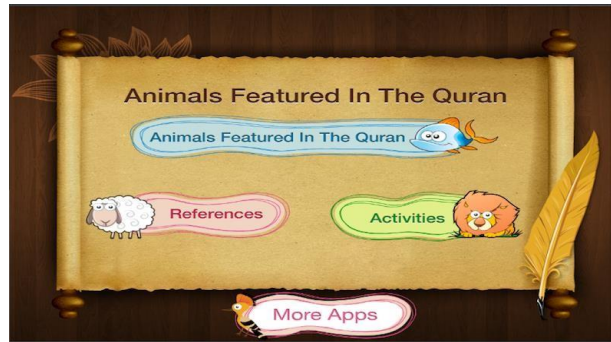 Animals Featured In The Quran
Animals Featured In The Quran
References
Activities
More Apps